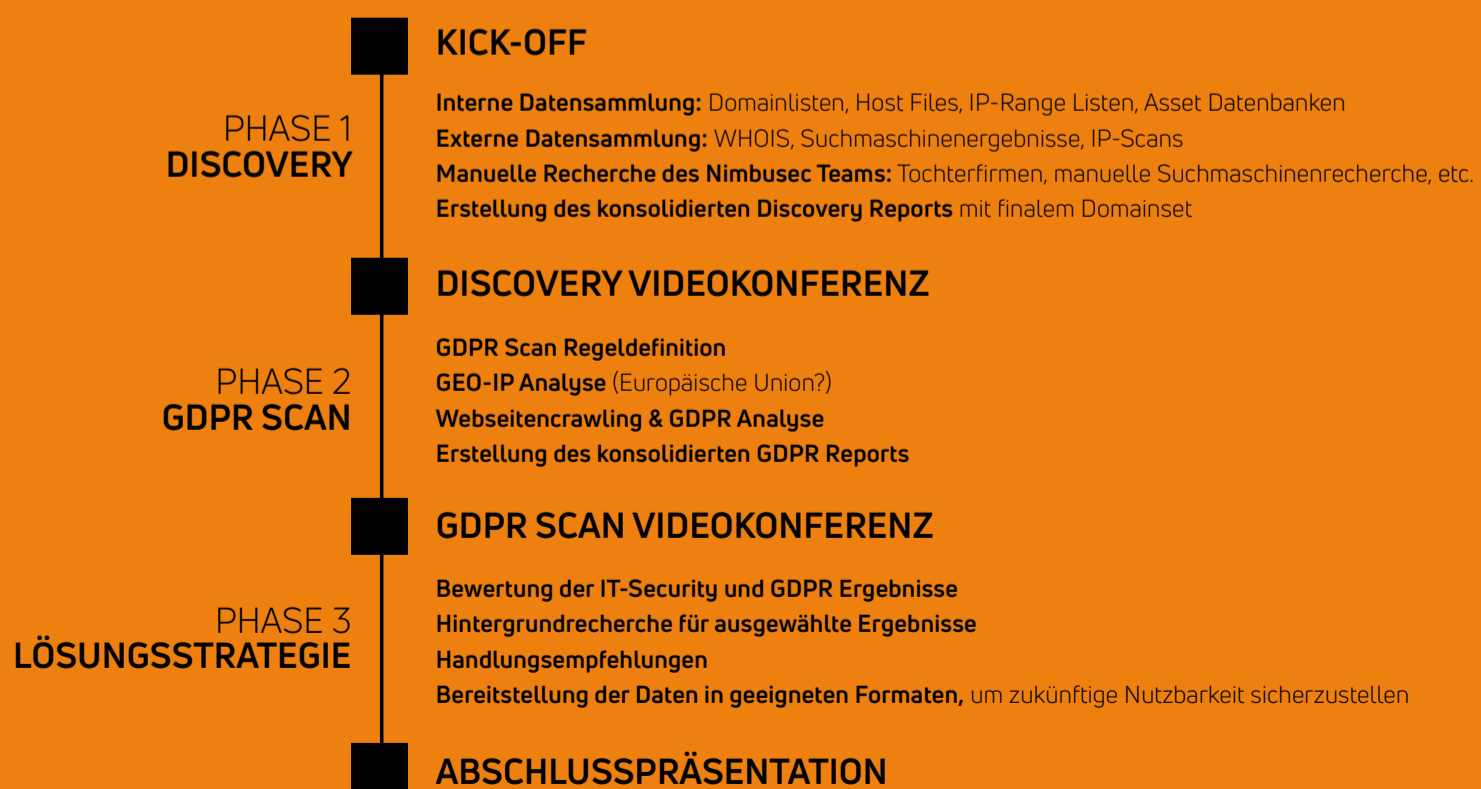 KICK-OFF
PHASE 1
DISCOVERY
Interne Datensammlung: Domainlisten, Host Files, IP-Range Listen, Asset Datenbanken
Externe Datensammlung: WHOIS, Suchmaschinenergebnisse, IP-Scans
Manuelle Recherche des Nimbusec Teams: Tochterfirmen, manuelle Suchmaschinenrecherche, etc.
Erstellung des konsolidierten Discovery Reports mit finalem Domainset
DISCOVERY VIDEOKONFERENZ
PHASE 2
GDPR SCAN
GDPR Scan Regeldefinition
GEO-IP Analyse (Europäische Union?)
Webseitencrawling & GDPR Analyse
Erstellung des konsolidierten GDPR Reports
GDPR SCAN VIDEOKONFERENZ
PHASE 3
LÖSUNGSSTRATEGIE
Bewertung der IT-Security und GDPR Ergebnisse
Hintergrundrecherche für ausgewählte Ergebnisse
Handlungsempfehlungen
Bereitstellung der Daten in geeigneten Formaten, um zukünftige Nutzbarkeit sicherzustellen
ABSCHLUSSPRÄSENTATION